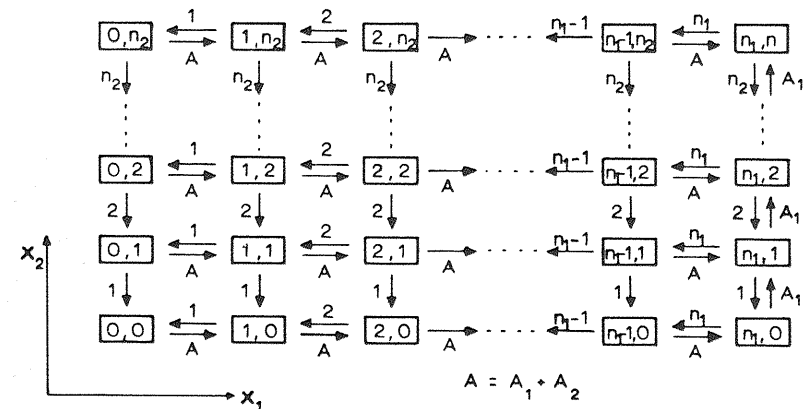 1 2 n₁-1 n₁
0,n₂ 1,n₂ 2,n₂ n₁-1,n₂ n₁,n
A A A A
n₂ n₂ n₂ n₂ n₂ A₁
1 2 n₁-1 n₁
0,2 1,2 2,2 n₁-1,2 n₁,2
A A A A
2 2 2 2 2 A₁
1 2 n₁-1 n₁
0,1 1,1 2,1 n₁-1,1 n₁,1
A A A A
1 1 1 1 1 A₁
1 2 n₁-1 n₁
0,0 1,0 2,0 n₁-1,0 n₁,0
A A A A
x₂
A = A₁ + A₂
x₁